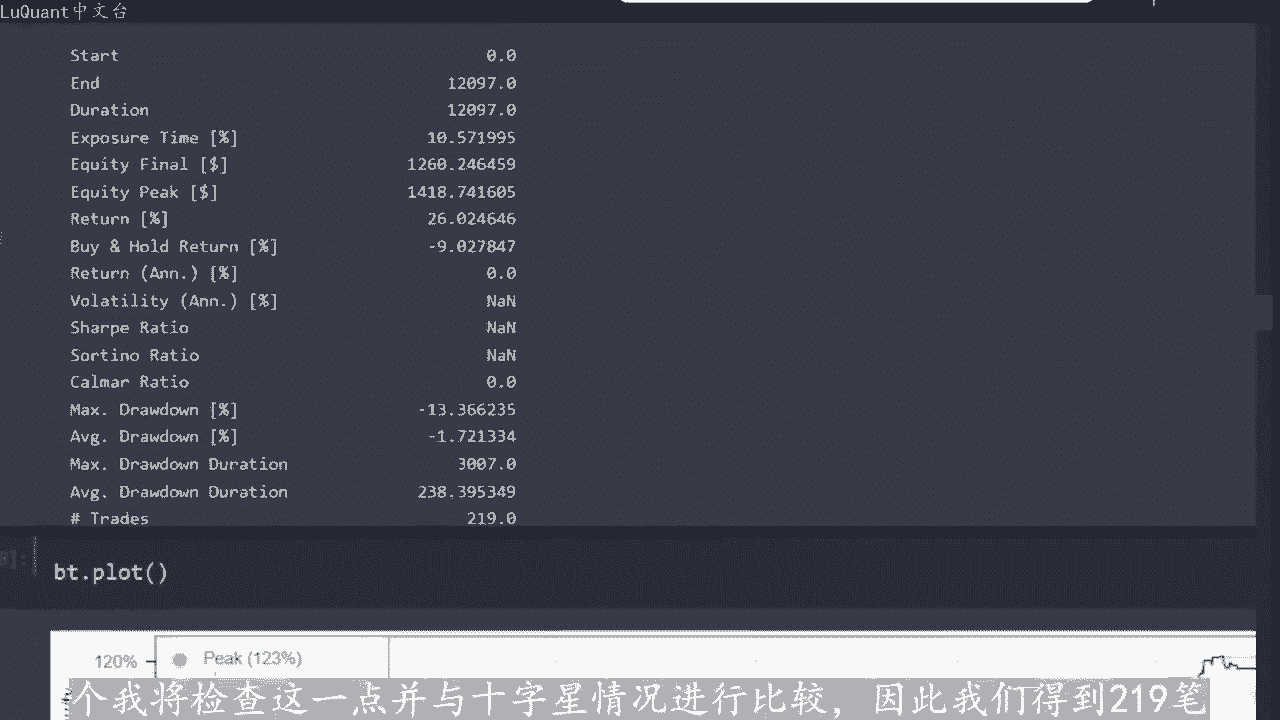 LuQuant中文台
Start 0.0
End 12097.0
Duration 12097.0
Exposure Time [%] 10.571995
Equity Final [$] 1260.246459
Equity Peak [$] 1418.741605
Return [%] 26.024646
Buy & Hold Return [%] -9.027847
Return (Ann.) [%] 0.0
Volatility (Ann.) [%] NaN
Sharpe Ratio NaN
Sortino Ratio NaN
Calmar Ratio 0.0
Max. Drawdown [%] -13.366235
Avg. Drawdown [%] -1.721334
Max. Drawdown Duration 3007.0
Avg. Drawdown Duration 238.395349
# Trades 219.0
bt.plot()
120% Peak (123%)
个我将检查这一点并与十字星情况进行比较，因此我们得到219笔